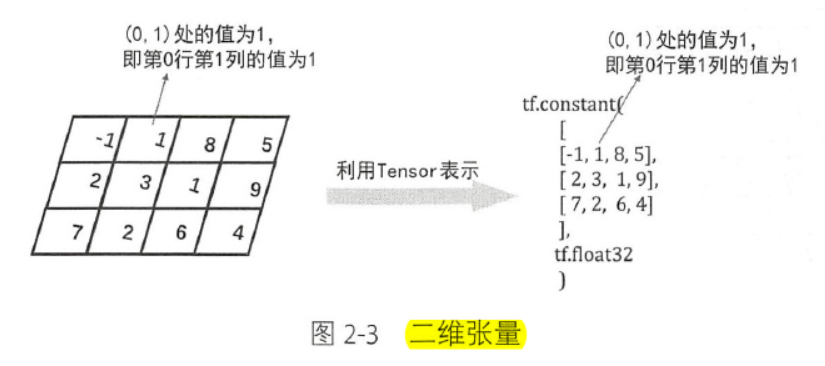 (0, 1)处的值为1,
即第0行第1列的值为1
-1 1 8 5
2 3 1 9
7 2 6 4
利用Tensor表示
(0, 1)处的值为1,
即第0行第1列的值为1
tf.constant(
[
[-1, 1, 8, 5],
[ 2, 3, 1, 9],
[ 7, 2, 6, 4]
],
tf.float32
)
图 2-3 二维张量